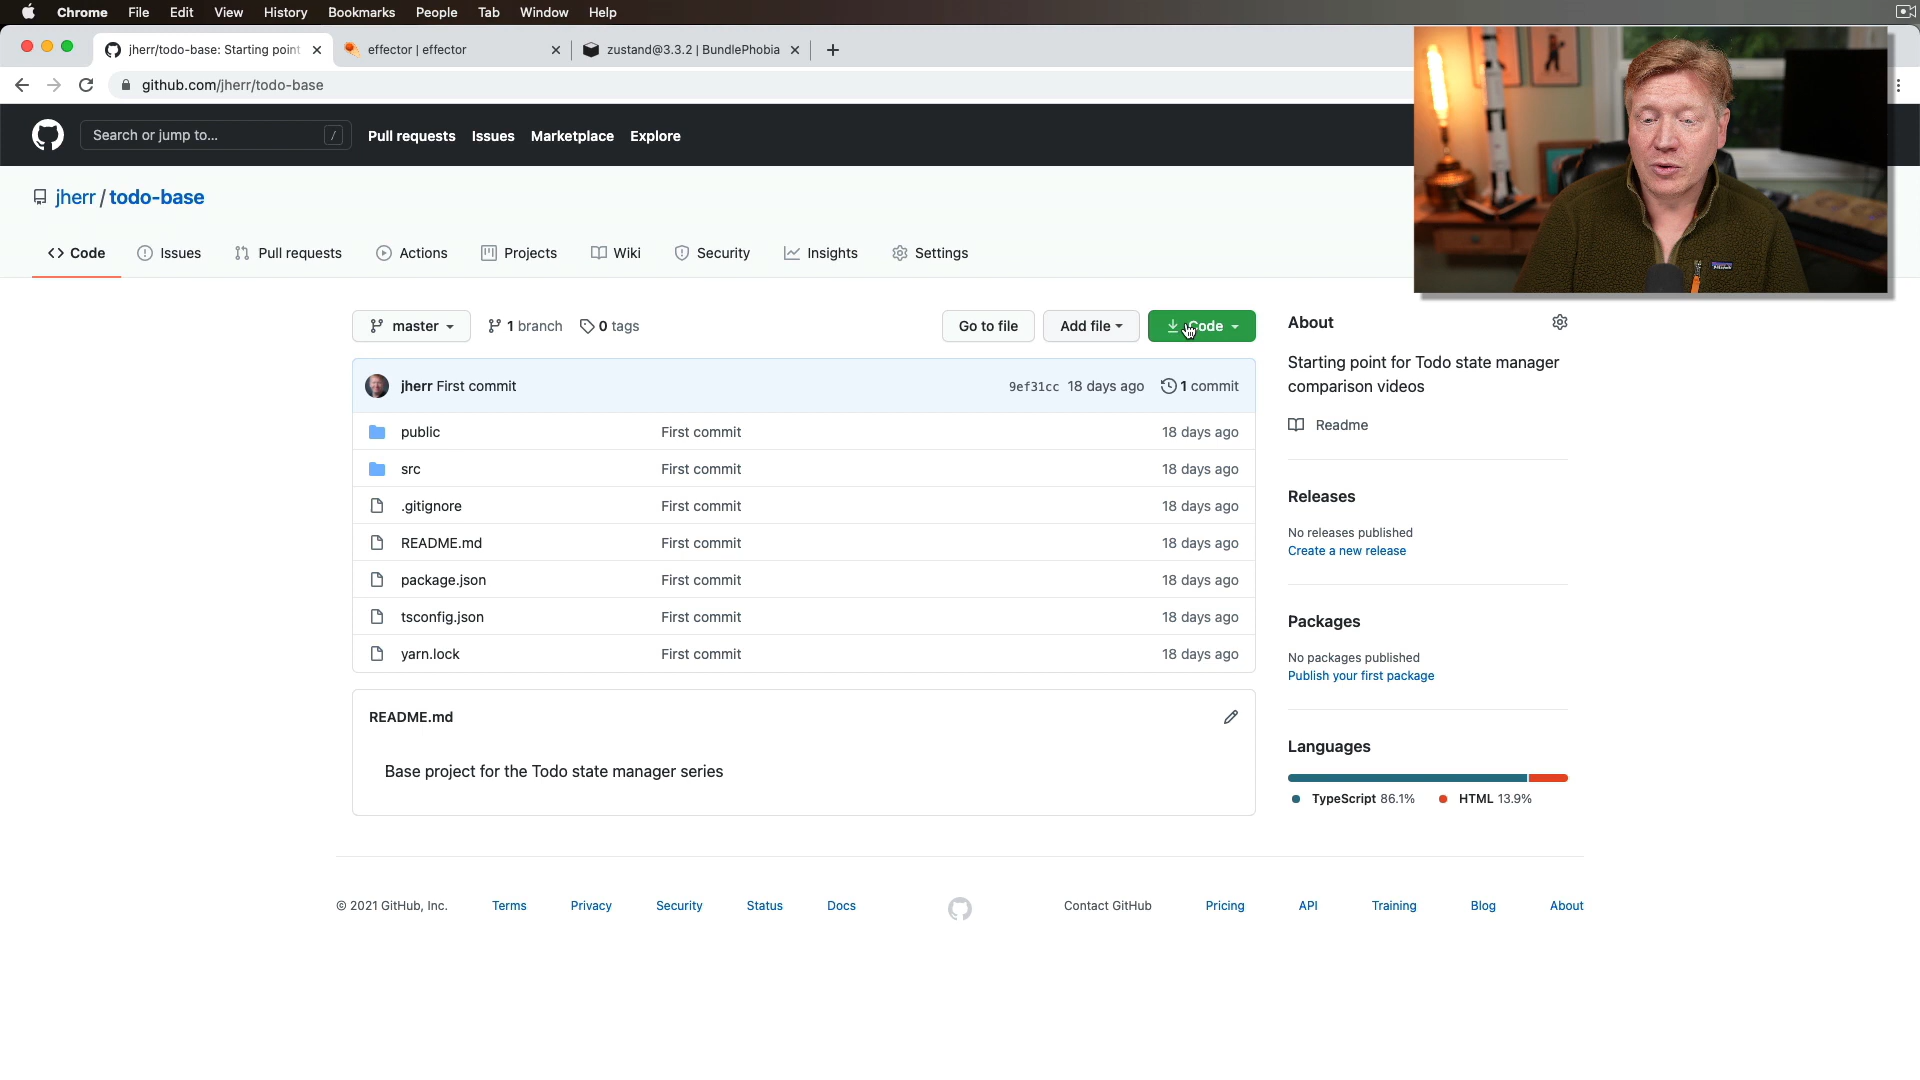 Chrome File Edit View History Bookmarks People Tab Window Help
jherr/todo-base: Starting point
effector | effector
zustand@3.3.2 | BundlePhobia
github.com/jherr/todo-base
Search or jump to... /
Pull requests Issues Marketplace Explore
jherr / todo-base
Code Issues Pull requests Actions Projects Wiki Security Insights Settings
master 1 branch 0 tags Go to file Add file Code
jherr First commit 9ef31cc 18 days ago 1 commit
public First commit 18 days ago
src First commit 18 days ago
.gitignore First commit 18 days ago
README.md First commit 18 days ago
package.json First commit 18 days ago
tsconfig.json First commit 18 days ago
yarn.lock First commit 18 days ago
README.md
Base project for the Todo state manager series
About
Starting point for Todo state manager
comparison videos
Readme
Releases
No releases published
Create a new release
Packages
No packages published
Publish your first package
Languages
TypeScript 86.1% HTML 13.9%
© 2021 GitHub, Inc. Terms Privacy Security Status Docs Contact GitHub Pricing API Training Blog About